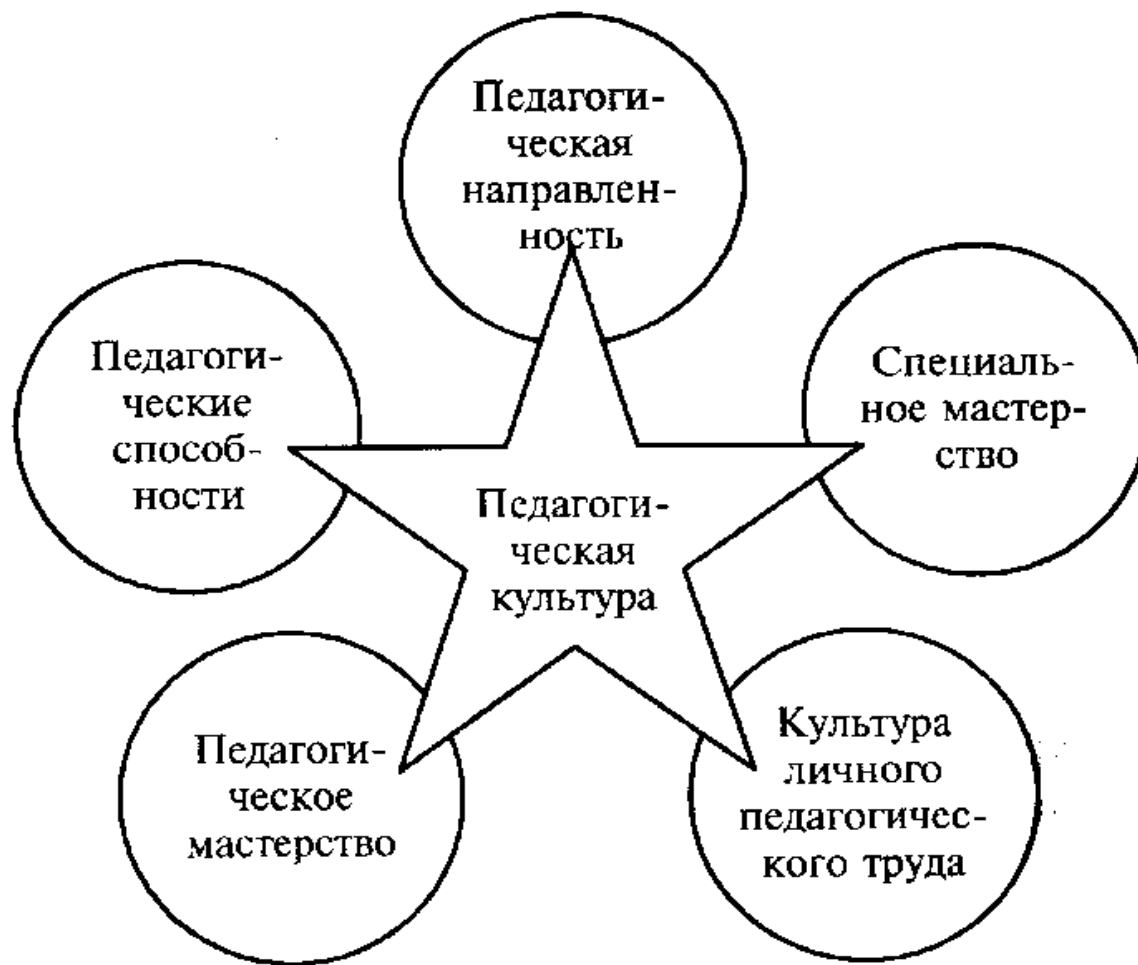 Педагоги-
ческая
направлен-
ность
Педагоги-
ческие
способ-
ности
Специаль-
ное мастер-
ство
Педагоги-
ческая
культура
Педагоги-
ческое
мастерство
Культура
личного
педагогичес-
кого труда